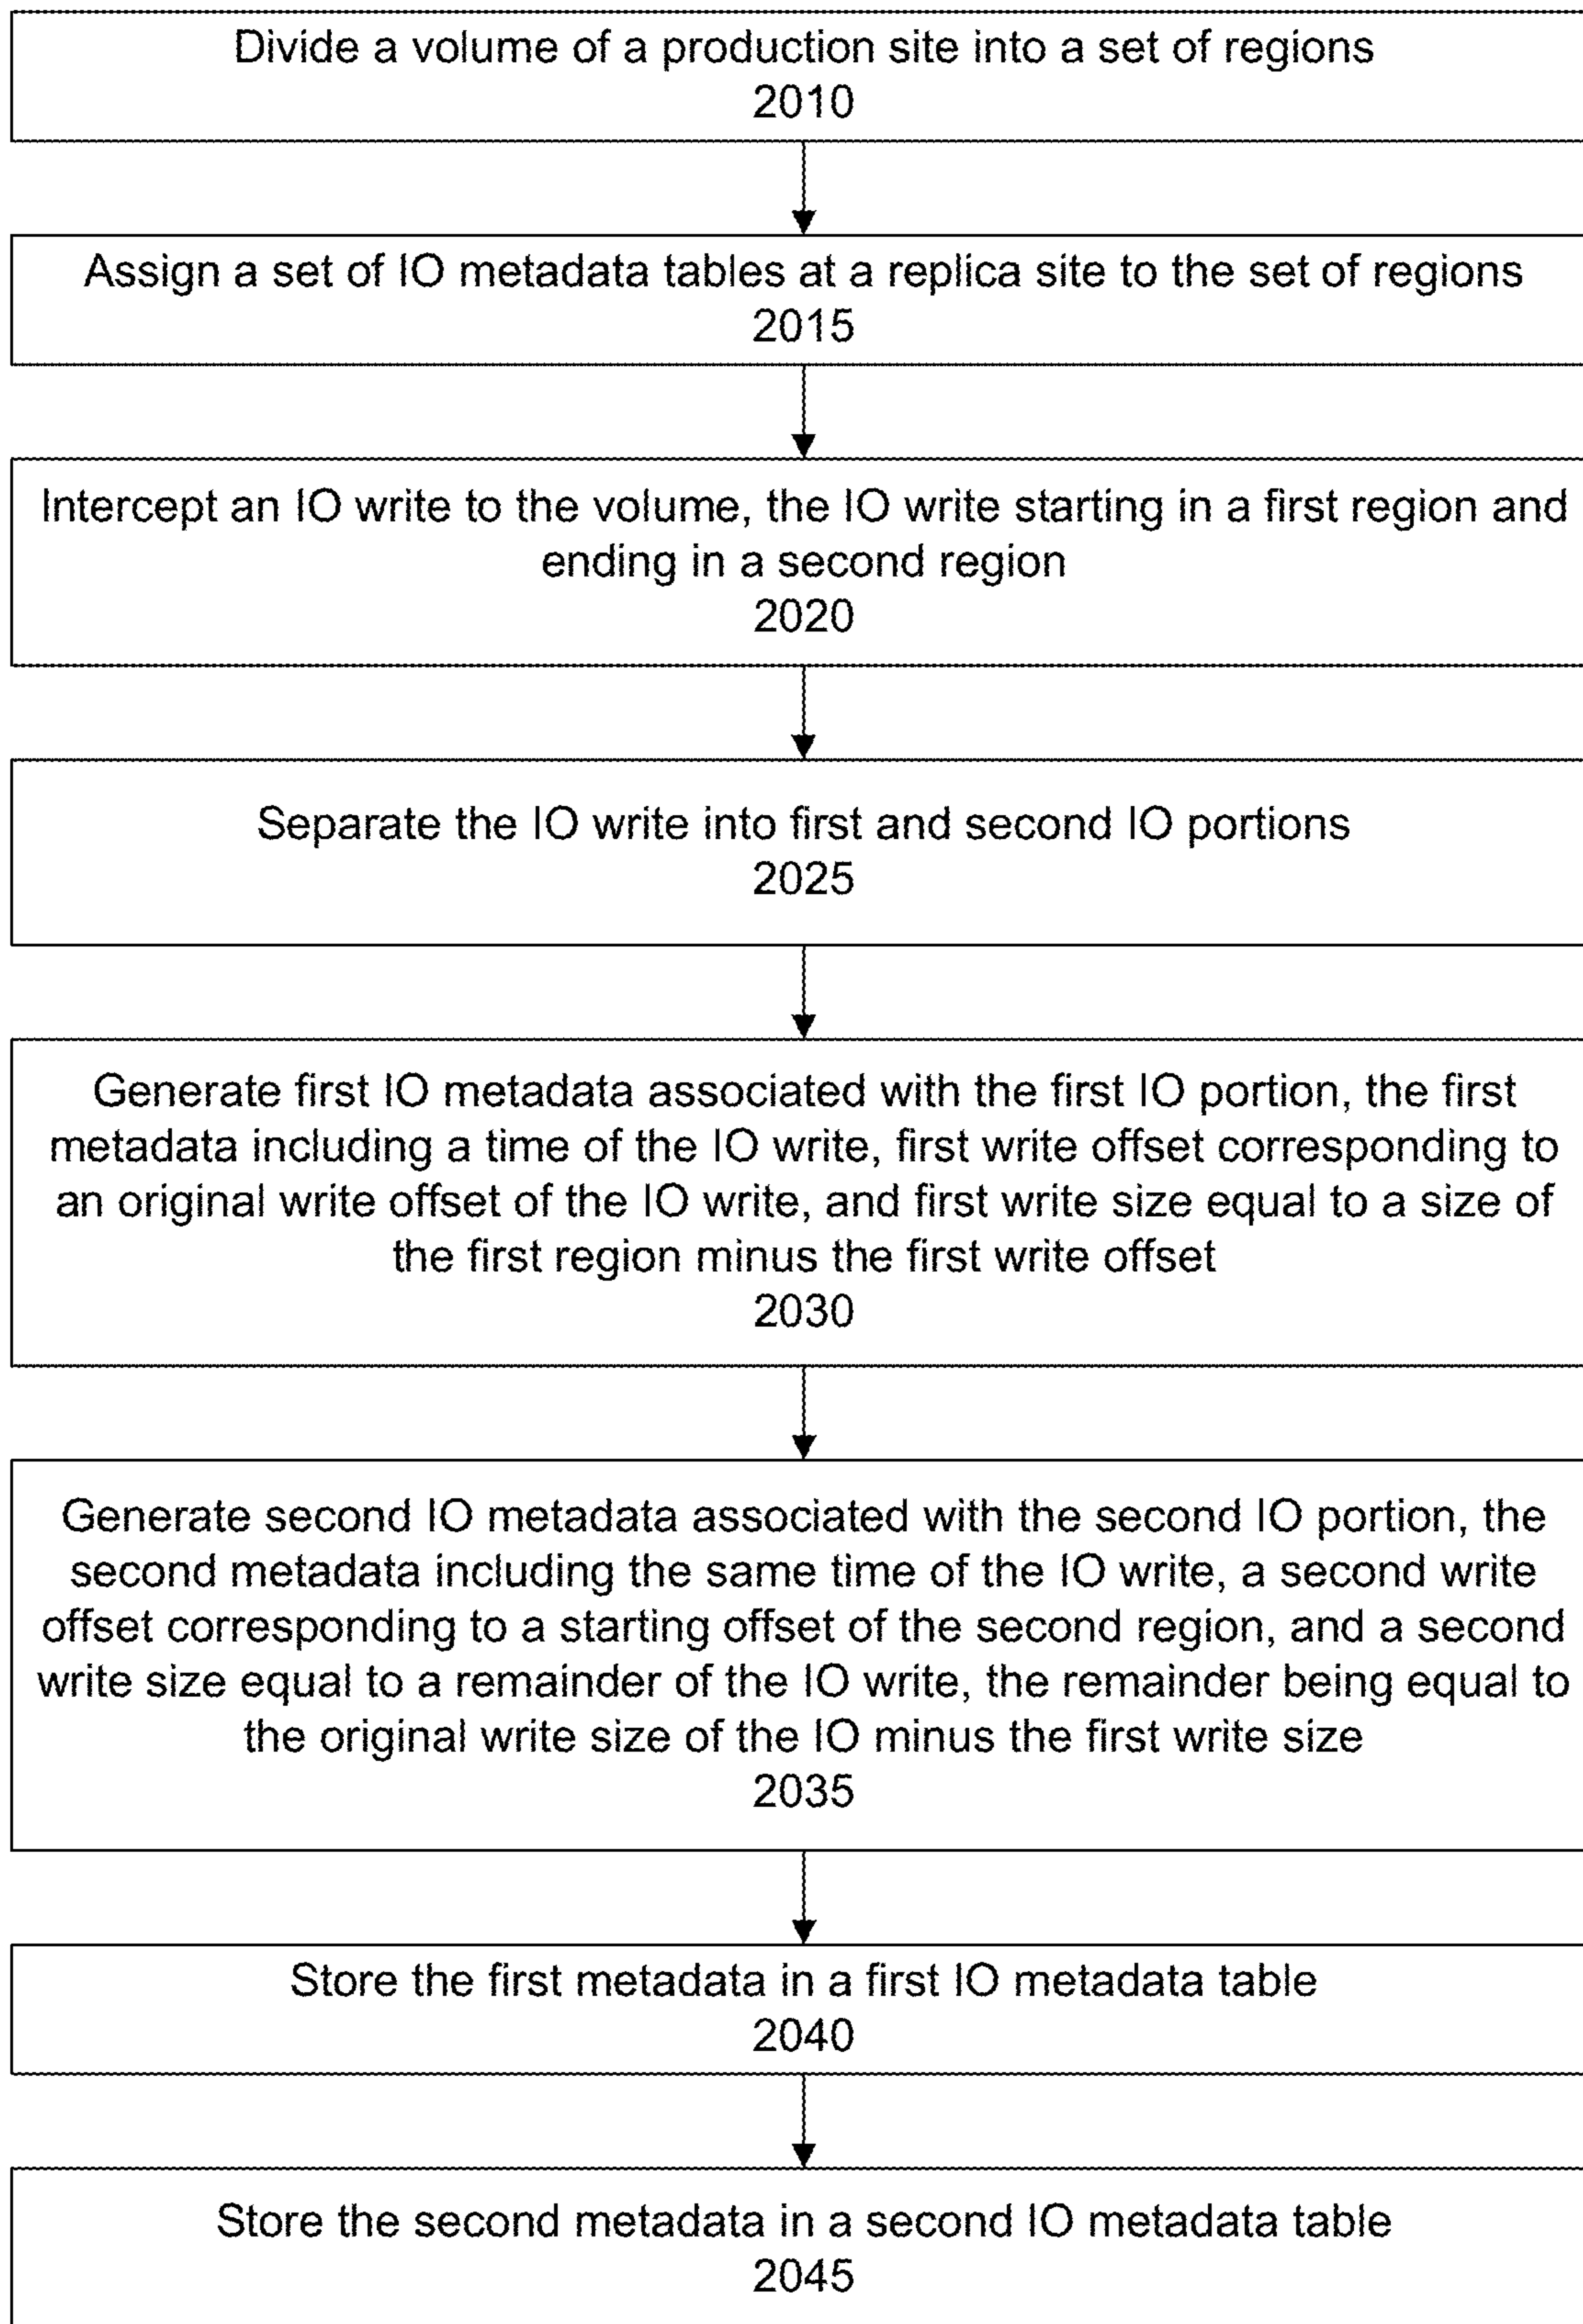 Divide a volume of a production site into a set of regions
2010
Assign a set of IO metadata tables at a replica site to the set of regions
2015
Intercept an IO write to the volume, the IO write starting in a first region and
ending in a second region
2020
Separate the IO write into first and second IO portions
2025
Generate first IO metadata associated with the first IO portion, the first
metadata including a time of the IO write, first write offset corresponding to
an original write offset of the IO write, and first write size equal to a size of
the first region minus the first write offset
2030
Generate second IO metadata associated with the second IO portion, the
second metadata including the same time of the IO write, a second write
offset corresponding to a starting offset of the second region, and a second
write size equal to a remainder of the IO write, the remainder being equal to
the original write size of the IO minus the first write size
2035
Store the first metadata in a first IO metadata table
2040
Store the second metadata in a second IO metadata table
2045